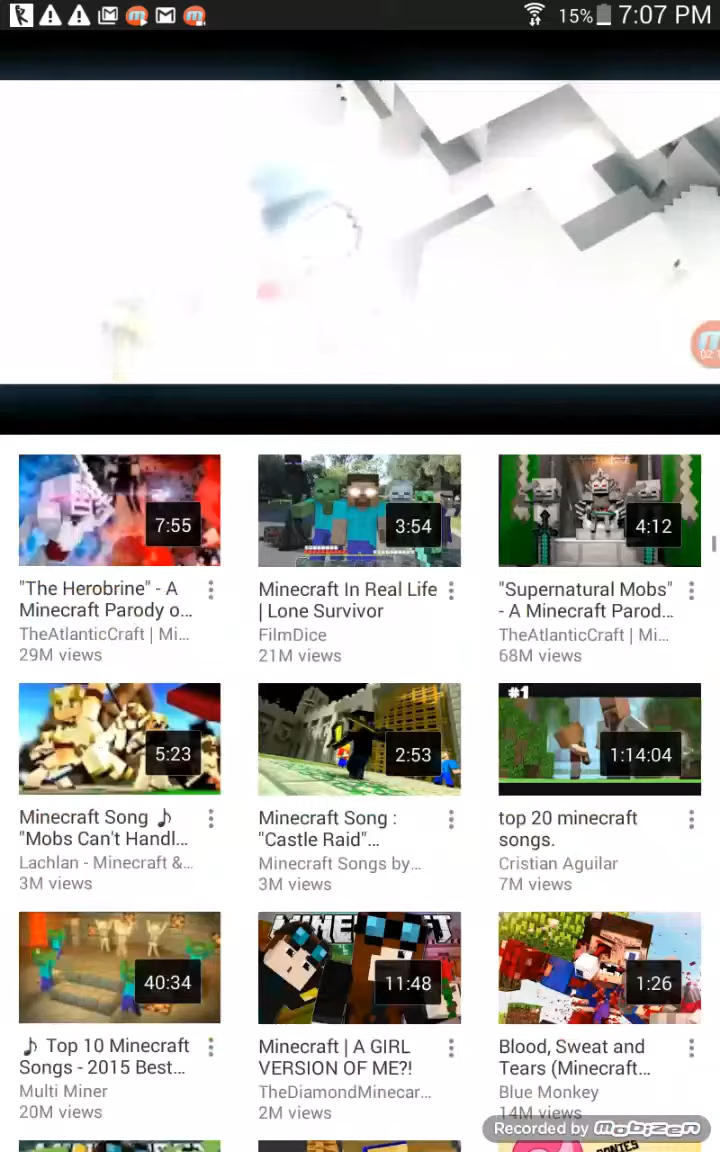 15% 7:07 PM
02:1
7:55
3:54
4:12
"The Herobrine" - A
Minecraft Parody o...
TheAtlanticCraft | Mi...
29M views
Minecraft In Real Life
| Lone Survivor
FilmDice
21M views
"Supernatural Mobs"
- A Minecraft Parod...
TheAtlanticCraft | Mi...
68M views
5:23
2:53
#1
1:14:04
Minecraft Song ♪
"Mobs Can't Handl...
Lachlan - Minecraft &...
3M views
Minecraft Song :
"Castle Raid"...
Minecraft Songs by...
3M views
top 20 minecraft
songs.
Cristian Aguilar
7M views
40:34
11:48
1:26
♪ Top 10 Minecraft
Songs - 2015 Best...
Multi Miner
20M views
Minecraft | A GIRL
VERSION OF ME?!
TheDiamondMinecar...
2M views
Blood, Sweat and
Tears (Minecraft...
Blue Monkey
14M views
Recorded by Mobizen